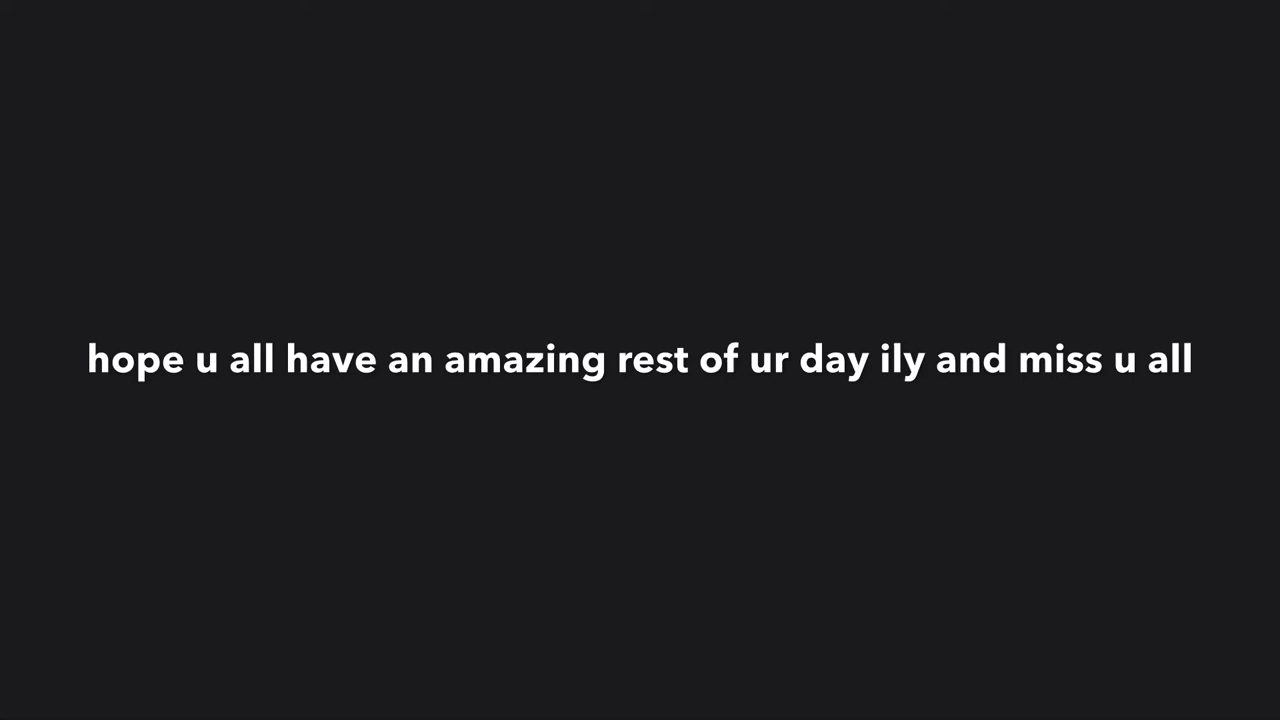 hope u all have an amazing rest of ur day ily and miss u all